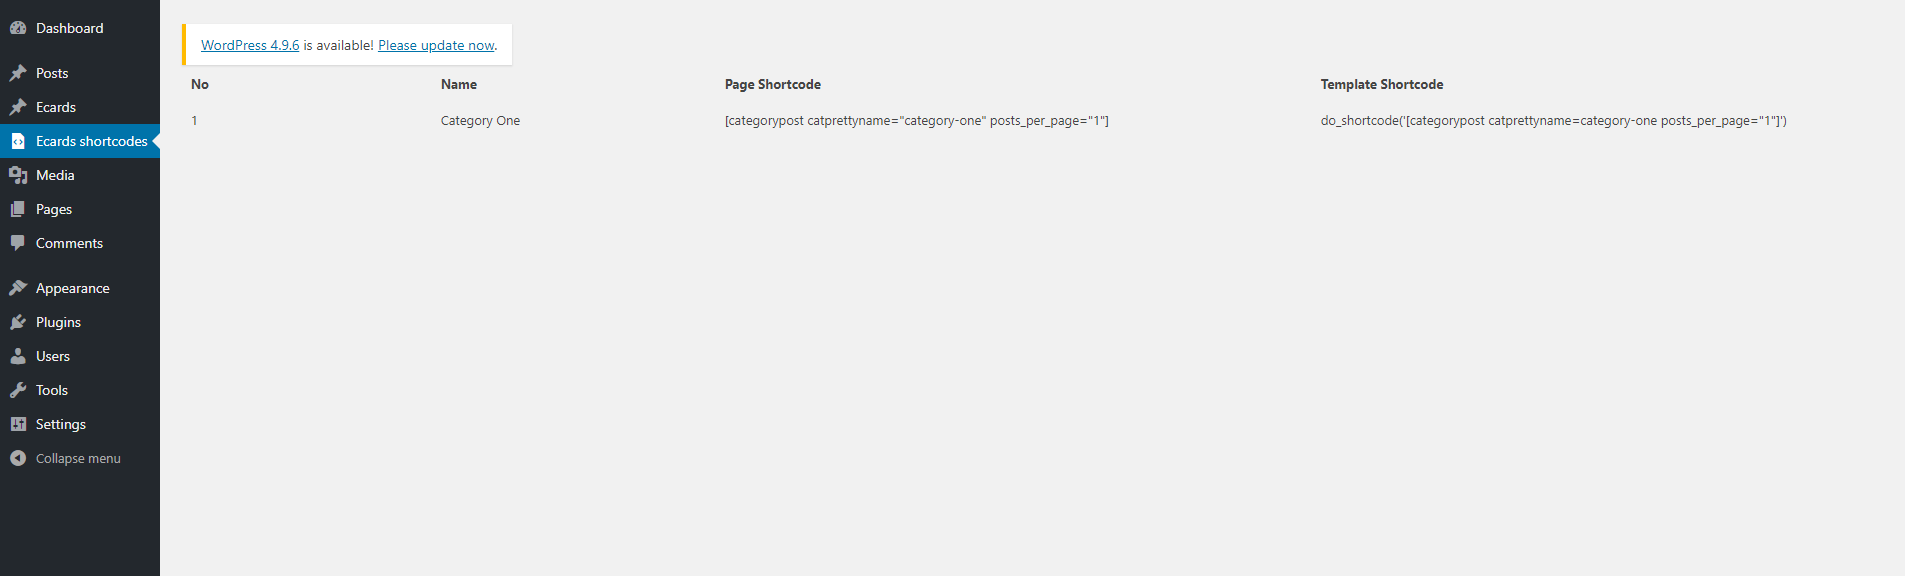 Dashboard
Posts
Ecards
Ecards shortcodes
Media
Pages
Comments
Appearance
Plugins
Users
Tools
Settings
Collapse menu
WordPress 4.9.6 is available! Please update now.
No Name Page Shortcode Template Shortcode
1 Category One [categorypost catprettyname="category-one" posts_per_page="1"] do_shortcode('[categorypost catprettyname=category-one posts_per_page="1"]')